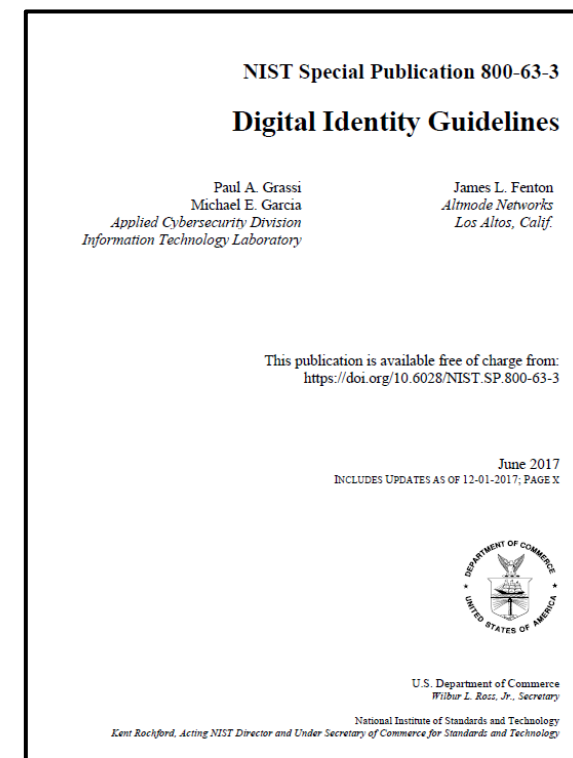 NIST Special Publication 800-63-3
Digital Identity Guidelines
Paul A. Grassi
Michael E. Garcia
Applied Cybersecurity Division
Information Technology Laboratory
James L. Fenton
Altmode Networks
Los Altos, Calif.
This publication is available free of charge from:
https://doi.org/10.6028/NIST.SP.800-63-3
June 2017
INCLUDES UPDATES AS OF 12-01-2017; PAGE X
DEPARTMENT OF COMMERCE
UNITED STATES OF AMERICA
U.S. Department of Commerce
Wilbur L. Ross, Jr., Secretary
National Institute of Standards and Technology
Kent Rochford, Acting NIST Director and Under Secretary of Commerce for Standards and Technology